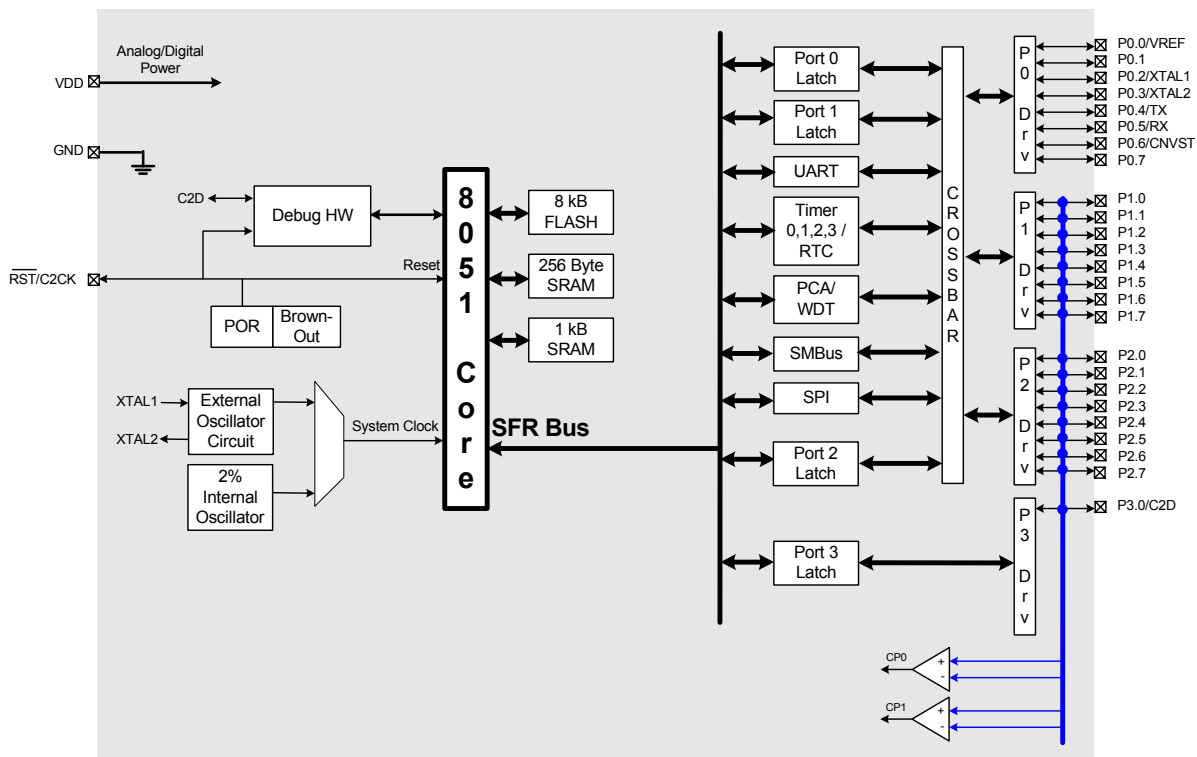 Analog/Digital
Power
VDD
GND
C2D
Debug HW
RST/C2CK
Reset
POR
Brown-
Out
XTAL1
XTAL2
External
Oscillator
Circuit
2%
Internal
Oscillator
System Clock
8
0
5
1
C
o
r
e
8 kB
FLASH
256 Byte
SRAM
1 kB
SRAM
SFR Bus
Port 0
Latch
Port 1
Latch
UART
Timer
0,1,2,3 /
RTC
PCA/
WDT
SMBus
SPI
Port 2
Latch
Port 3
Latch
C
R
O
S
S
B
A
R
P
0
D
r
v
P
1
D
r
v
P
2
D
r
v
P
3
D
r
v
P0.0/VREF
P0.1
P0.2/XTAL1
P0.3/XTAL2
P0.4/TX
P0.5/RX
P0.6/CNVST
P0.7
P1.0
P1.1
P1.2
P1.3
P1.4
P1.5
P1.6
P1.7
P2.0
P2.1
P2.2
P2.3
P2.4
P2.5
P2.6
P2.7
P3.0/C2D
CP0
+
-
CP1
+
-